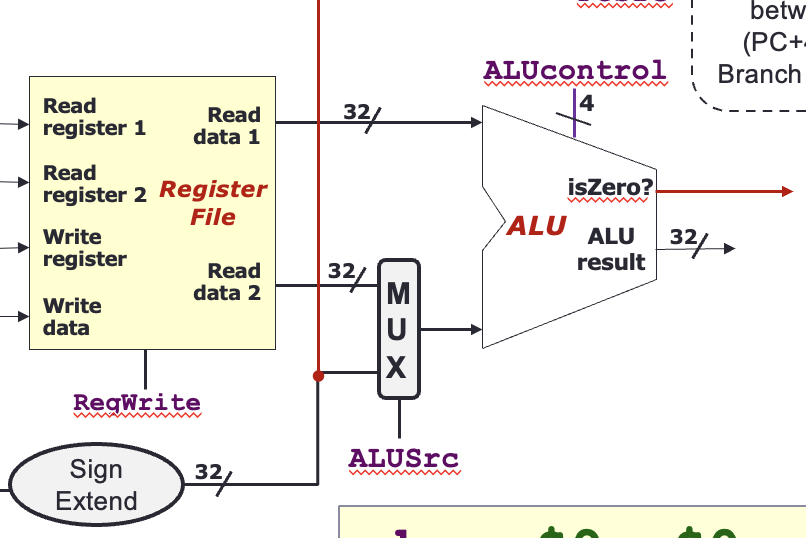 betw
(PC+4
Branch
ALUcontrol
4
Read
register 1
Read
data 1
32
Read
register 2
Register
File
isZero?
ALU
ALU
result
32
Write
register
Read
data 2
32
M
U
X
Write
data
RegWrite
ALUSrc
Sign
Extend
32